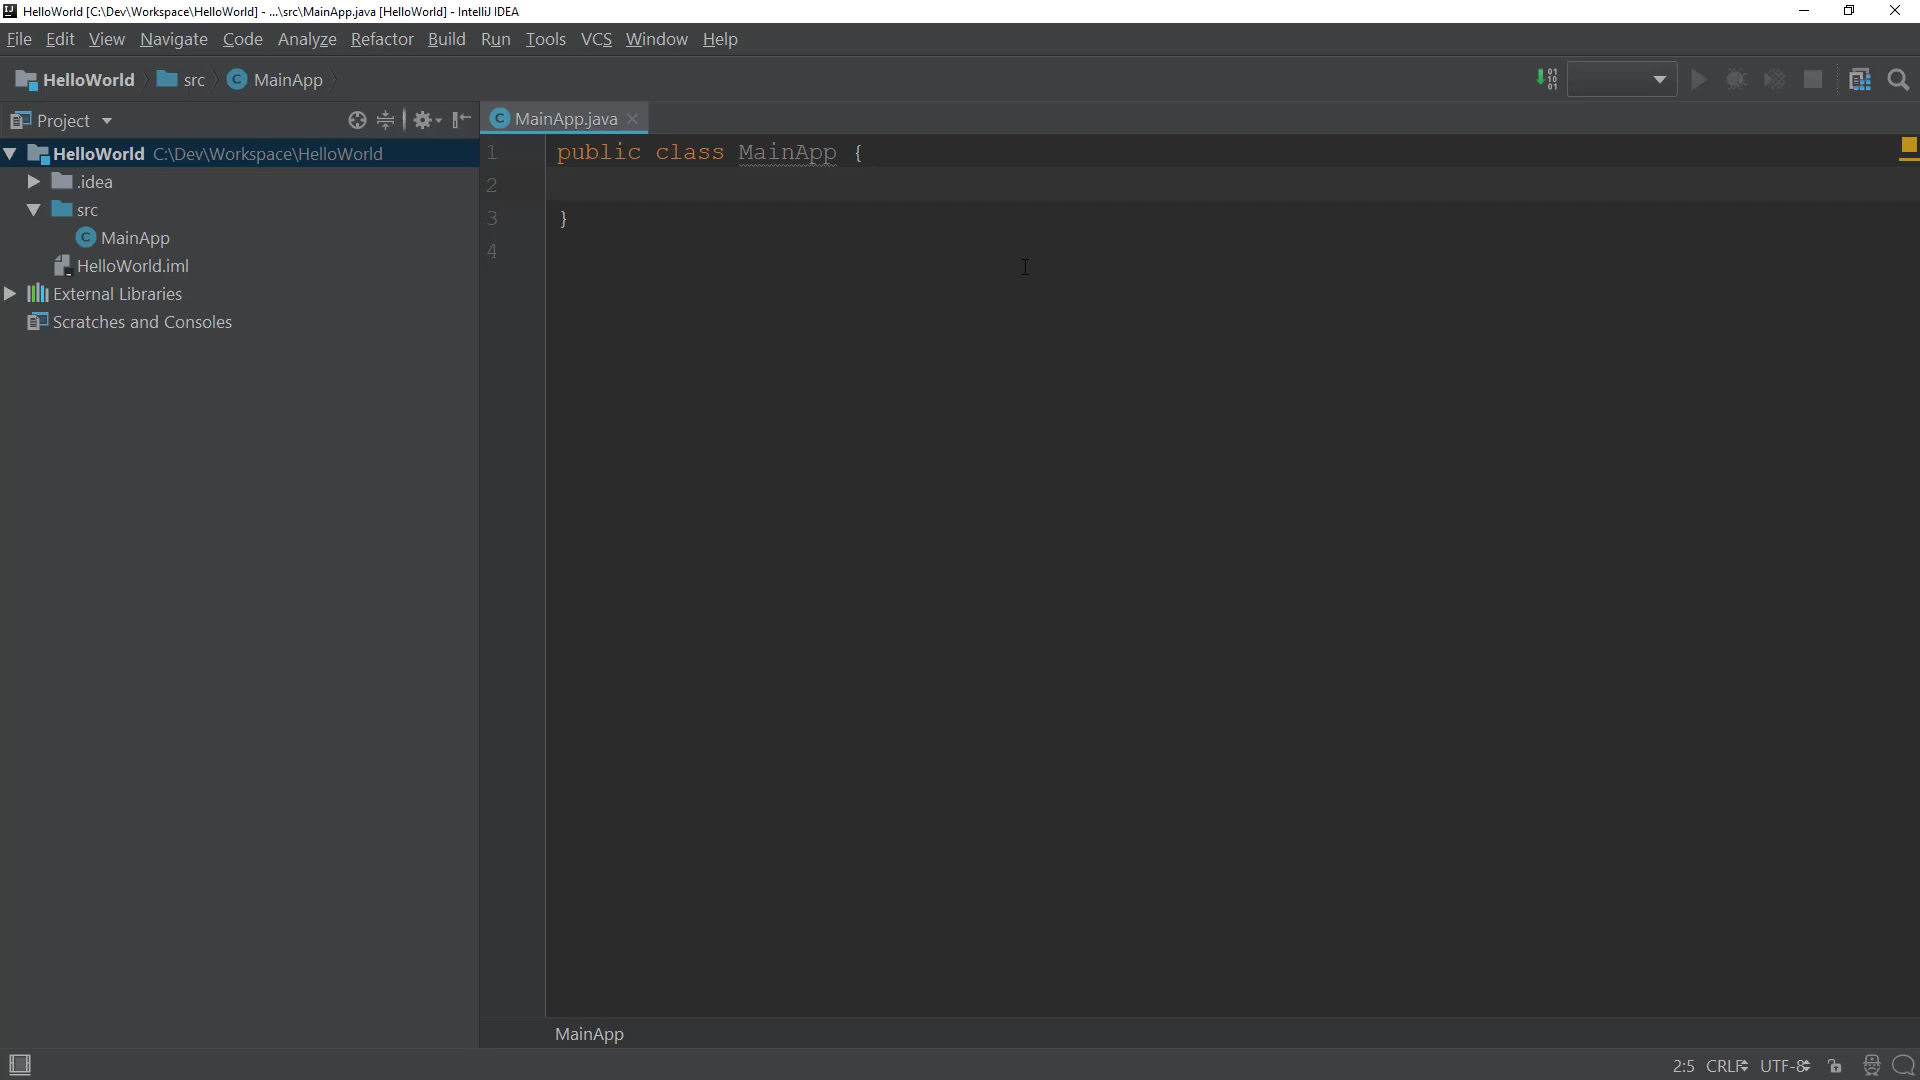 HelloWorld [C:\Dev\Workspace\HelloWorld] - ...\src\MainApp.java [HelloWorld] - IntelliJ IDEA
File Edit View Navigate Code Analyze Refactor Build Run Tools VCS Window Help
HelloWorld src MainApp
Project
MainApp.java
HelloWorld C:\Dev\Workspace\HelloWorld
.idea
src
MainApp
HelloWorld.iml
External Libraries
Scratches and Consoles
1 public class MainApp {
2
3 }
4
MainApp
2:5 CRLF UTF-8